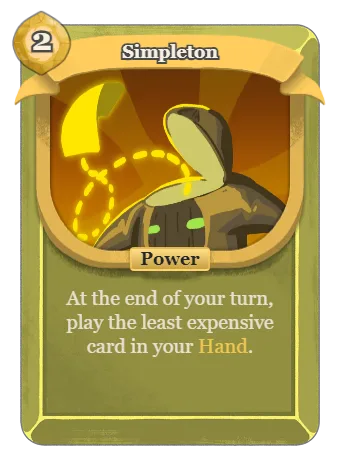 2
Simpleton
Power
At the end of your turn,
play the least expensive
card in your Hand.